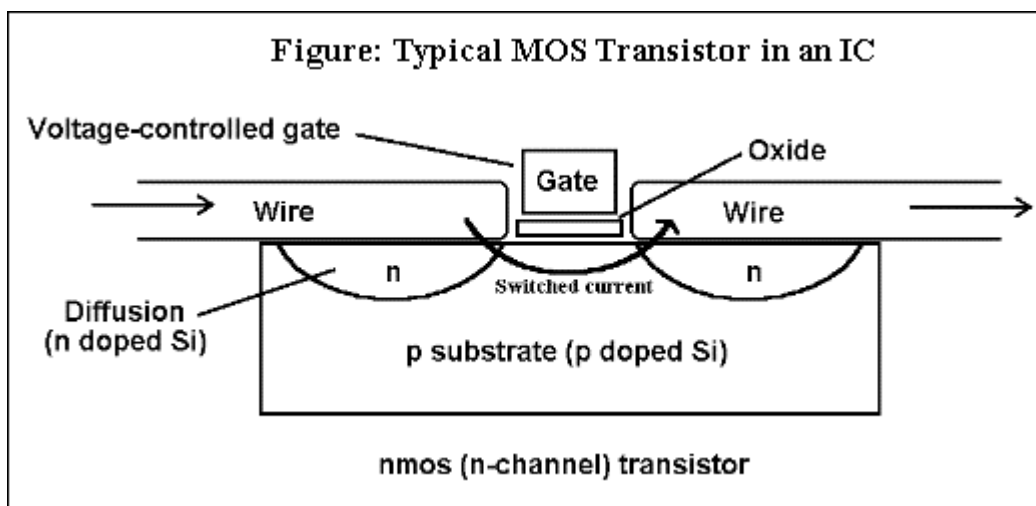 Figure: Typical MOS Transistor in an IC
Voltage-controlled gate
Oxide
Gate
Wire
Wire
n
n
Switched current
Diffusion
(n doped Si)
p substrate (p doped Si)
nmos (n-channel) transistor